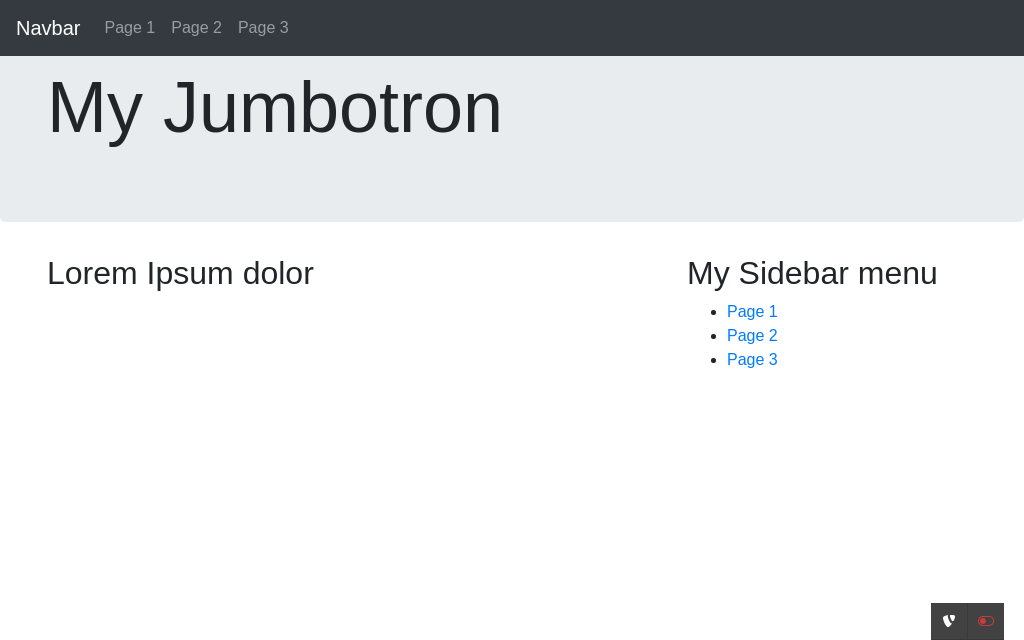 Navbar Page 1 Page 2 Page 3
My Jumbotron
Lorem Ipsum dolor
My Sidebar menu
Page 1
Page 2
Page 3